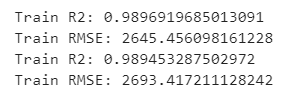 Train R2: 0.9896919685013091
Train RMSE: 2645.456098161228
Train R2: 0.989453287502972
Train RMSE: 2693.417211128242